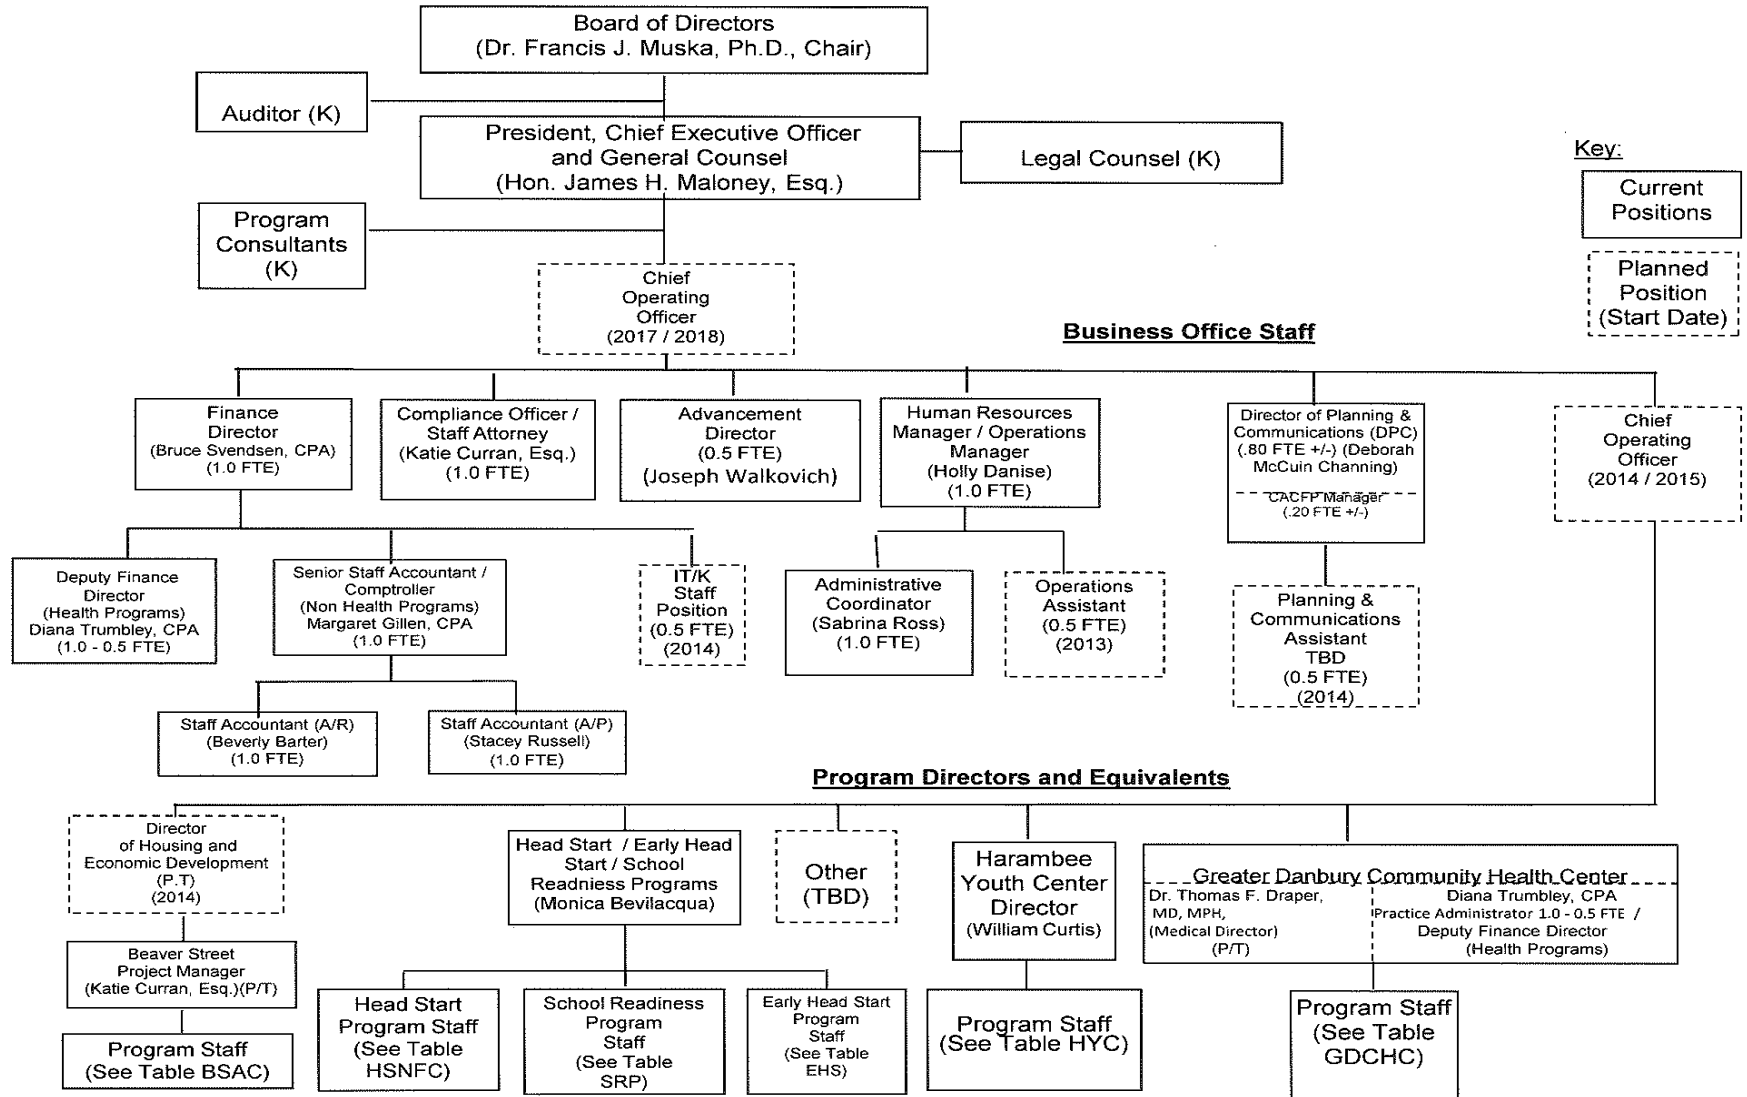 Board of Directors
(Dr. Francis J. Muska, Ph.D., Chair)
Auditor (K)
President, Chief Executive Officer
and General Counsel
(Hon. James H. Maloney, Esq.)
Legal Counsel (K)
Key:
Current
Positions
Planned
Position
(Start Date)
Program
Consultants
(K)
Chief
Operating
Officer
(2017 / 2018)
Business Office Staff
Finance
Director
(Bruce Svendsen, CPA)
(1.0 FTE)
Compliance Officer /
Staff Attorney
(Katie Curran, Esq.)
(1.0 FTE)
Advancement
Director
(0.5 FTE)
(Joseph Walkovich)
Human Resources
Manager / Operations
Manager
(Holly Danise)
(1.0 FTE)
Director of Planning &
Communications (DPC)
(.80 FTE +/-) (Deborah
McCuin Channing)
CACFP Manager
(.20 FTE +/-)
Chief
Operating
Officer
(2014 / 2015)
Deputy Finance
Director
(Health Programs)
Diana Trumbley, CPA
(1.0 - 0.5 FTE)
Senior Staff Accountant /
Comptroller
(Non Health Programs)
Margaret Gillen, CPA
(1.0 FTE)
IT/K
Staff
Position
(0.5 FTE)
(2014)
Administrative
Coordinator
(Sabrina Ross)
(1.0 FTE)
Operations
Assistant
(0.5 FTE)
(2013)
Planning &
Communications
Assistant
TBD
(0.5 FTE)
(2014)
Staff Accountant (A/R)
(Beverly Barter)
(1.0 FTE)
Staff Accountant (A/P)
(Stacey Russell)
(1.0 FTE)
Program Directors and Equivalents
Director
of Housing and
Economic Development
(P.T)
(2014)
Head Start / Early Head
Start / School
Readniess Programs
(Monica Bevilacqua)
Other
(TBD)
Harambee
Youth Center
Director
(William Curtis)
Greater Danbury Community Health Center
Dr. Thomas F. Draper,
MD, MPH,
(Medical Director)
(P/T)
Diana Trumbley, CPA
Practice Administrator 1.0 - 0.5 FTE /
Deputy Finance Director
(Health Programs)
Beaver Street
Project Manager
(Katie Curran, Esq.)(P/T)
Program Staff
(See Table BSAC)
Head Start
Program Staff
(See Table
HSNFC)
School Readiness
Program
Staff
(See Table
SRP)
Early Head Start
Program
Staff
(See Table
EHS)
Program Staff
(See Table HYC)
Program Staff
(See Table
GDCHC)